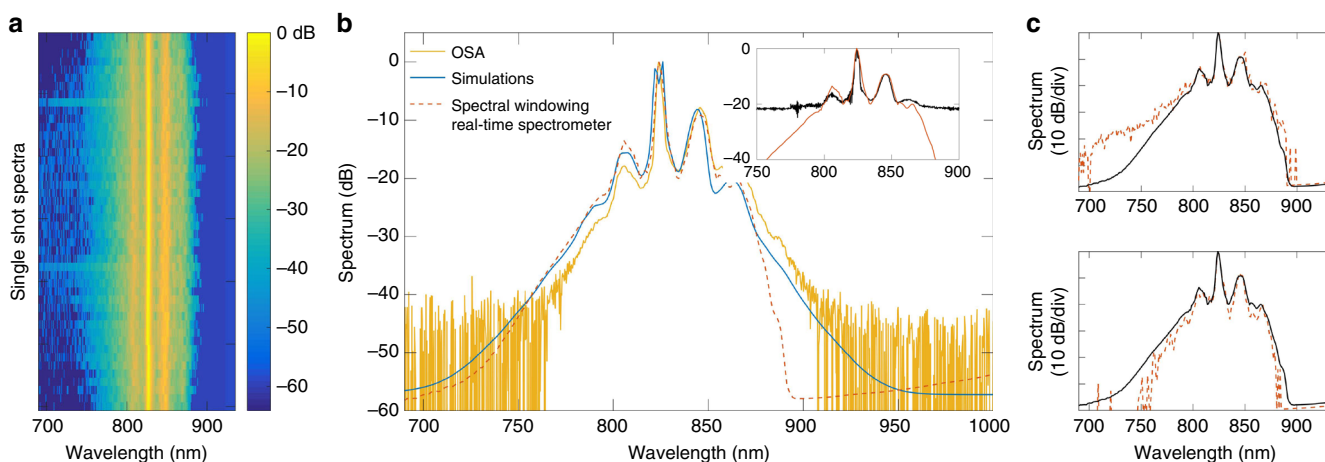 a
Single shot spectra
700
800
900
Wavelength (nm)
0 dB
−10
−20
−30
−40
−50
−60
b
OSA
Simulations
Spectral windowing
real-time spectrometer
Spectrum (dB)
0
−10
−20
−30
−40
−50
−60
700
750
800
850
900
950
1000
Wavelength (nm)
0
−20
−40
750
800
850
900
c
Spectrum
(10 dB/div)
700
750
800
850
900
Spectrum
(10 dB/div)
700
750
800
850
900
Wavelength (nm)